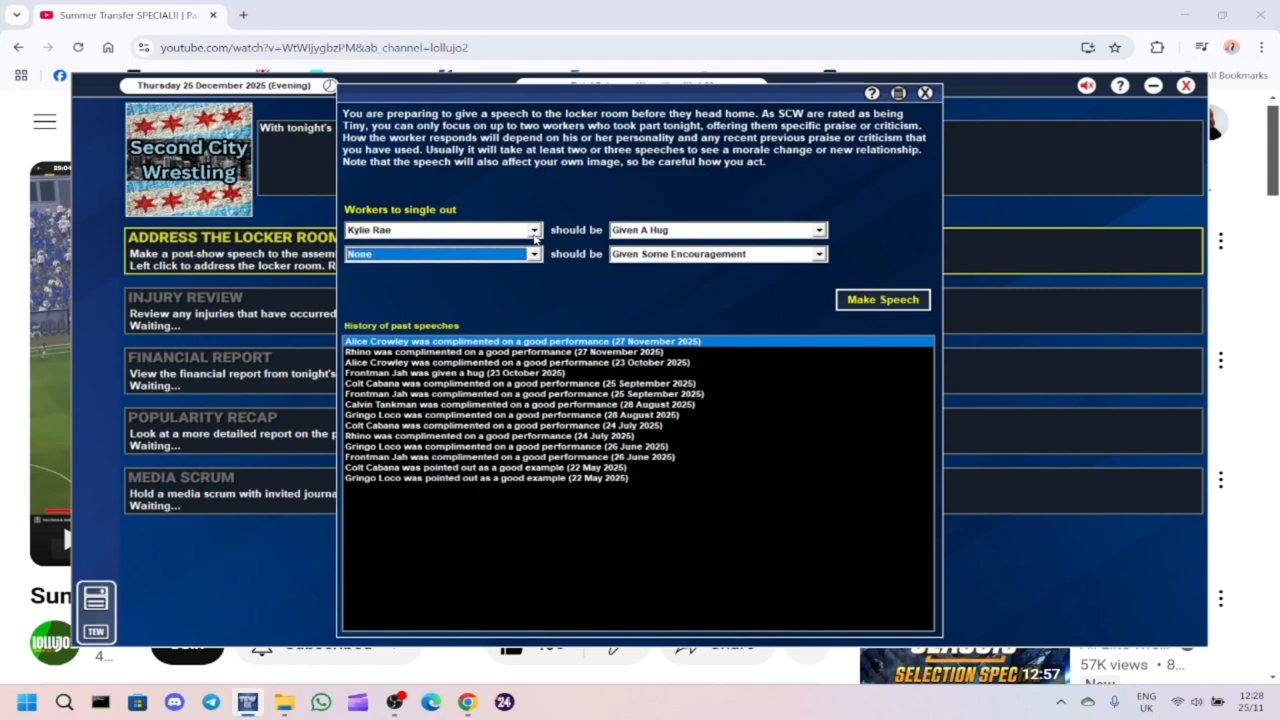 Summer Transfer SPECIAL!! | Pa
youtube.com/watch?v=WtWIjygbzPM&ab_channel=lollujo2
All Bookmarks
Thursday 25 December 2025 (Evening)
Second City
Wrestling
With tonight's
ADDRESS THE LOCKER ROOM
Make a post-show speech to the assem
Left click to address the locker room. R
INJURY REVIEW
Review any injuries that have occurred
Waiting...
FINANCIAL REPORT
View the financial report from tonight's
Waiting...
POPULARITY RECAP
Look at a more detailed report on the p
Waiting...
MEDIA SCRUM
Hold a media scrum with invited journa
Waiting...
You are preparing to give a speech to the locker room before they head home. As SCW are rated as being
Tiny, you can only focus on up to two workers who took part tonight, offering them specific praise or criticism.
How the worker responds will depend on his or her personality and any recent previous praise or criticism that
you have used. Usually it will take at least two or three speeches to see a morale change or new relationship.
Note that the speech will also affect your own image, so be careful how you act.
Workers to single out
Kylie Rae should be Given A Hug
None should be Given Some Encouragement
Make Speech
History of past speeches
Alice Crowley was complimented on a good performance (27 November 2025)
Rhino was complimented on a good performance (27 November 2025)
Alice Crowley was complimented on a good performance (23 October 2025)
Frontman Jah was given a hug (23 October 2025)
Colt Cabana was complimented on a good performance (25 September 2025)
Frontman Jah was complimented on a good performance (25 September 2025)
Calvin Tankman was complimented on a good performance (28 August 2025)
Gringo Loco was complimented on a good performance (28 August 2025)
Colt Cabana was complimented on a good performance (24 July 2025)
Rhino was complimented on a good performance (24 July 2025)
Gringo Loco was complimented on a good performance (26 June 2025)
Frontman Jah was complimented on a good performance (26 June 2025)
Colt Cabana was pointed out as a good example (22 May 2025)
Gringo Loco was pointed out as a good example (22 May 2025)
TEW
Sum
lollujo
4...
Subscribed
Share
SELECTION SPEC
12:57
57K views • 8...
New
TEW
24
ENG
UK
12:28
25/11